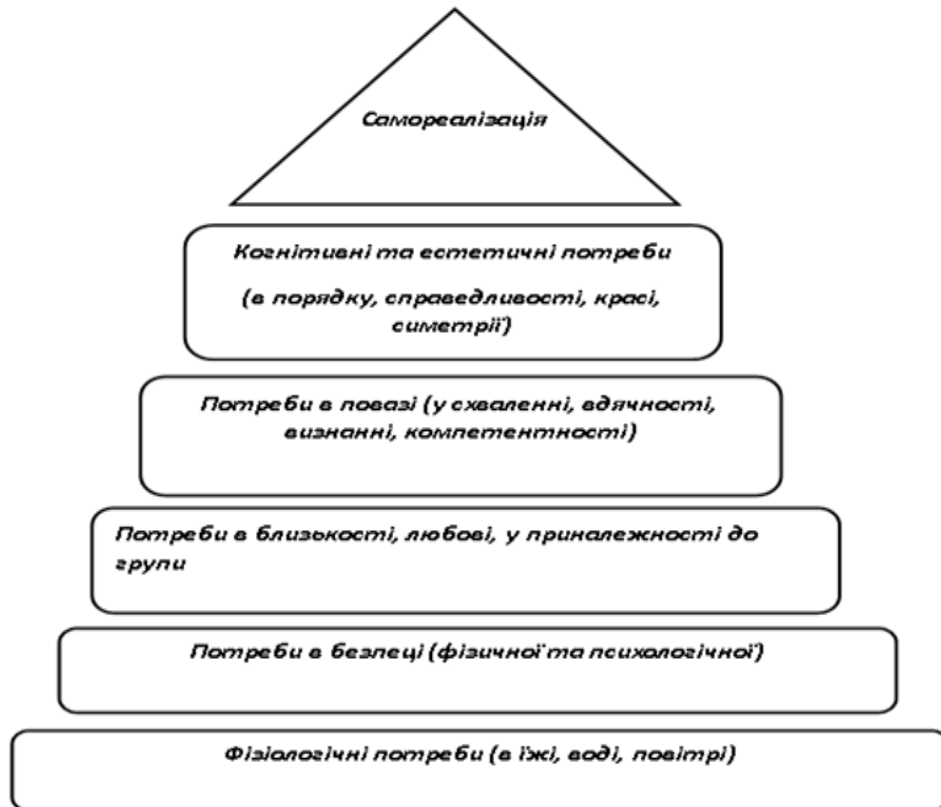 Самореалізація
Когнітивні та естетичні потреби
(в порядку, справедливості, красі,
симетрії)
Потреби в повазі (у схваленні, вдячності,
визнанні, компетентності)
Потреби в близькості, любові, у приналежності до
групи
Потреби в безпеці (фізичної та психологічної)
Фізіологічні потреби (в їжі, воді, повітрі)